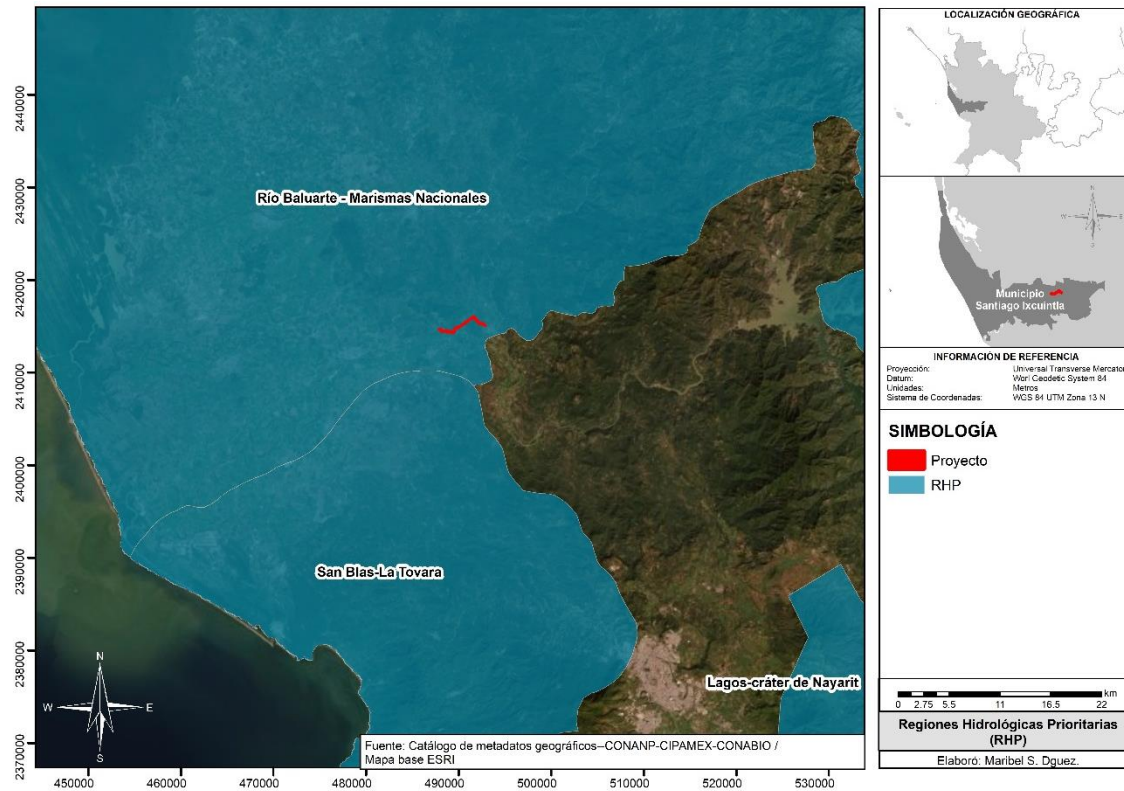 2440000
2430000
2420000
2410000
2400000
2390000
2380000
2370000
450000
460000
470000
480000
490000
500000
510000
520000
530000
Río Baluarte - Marismas Nacionales
San Blas-La Tovara
Lagos-cráter de Nayarit
N
W
E
S
Fuente: Catálogo de metadatos geográficos–CONANP-CIPAMEX-CONABIO /
Mapa base ESRI
LOCALIZACIÓN GEOGRÁFICA
Municipio
Santiago Ixcuintla
INFORMACIÓN DE REFERENCIA
Proyección: Universal Transverse Mercator
Datum: Worl Geodetic System 84
Unidades: Metros
Sistema de Coordenadas: WGS 84 UTM Zona 13 N
SIMBOLOGÍA
Proyecto
RHP
0 2.75 5.5 11 16.5 22 km
Regiones Hidrológicas Prioritarias
(RHP)
Elaboró: Maribel S. Dguez.